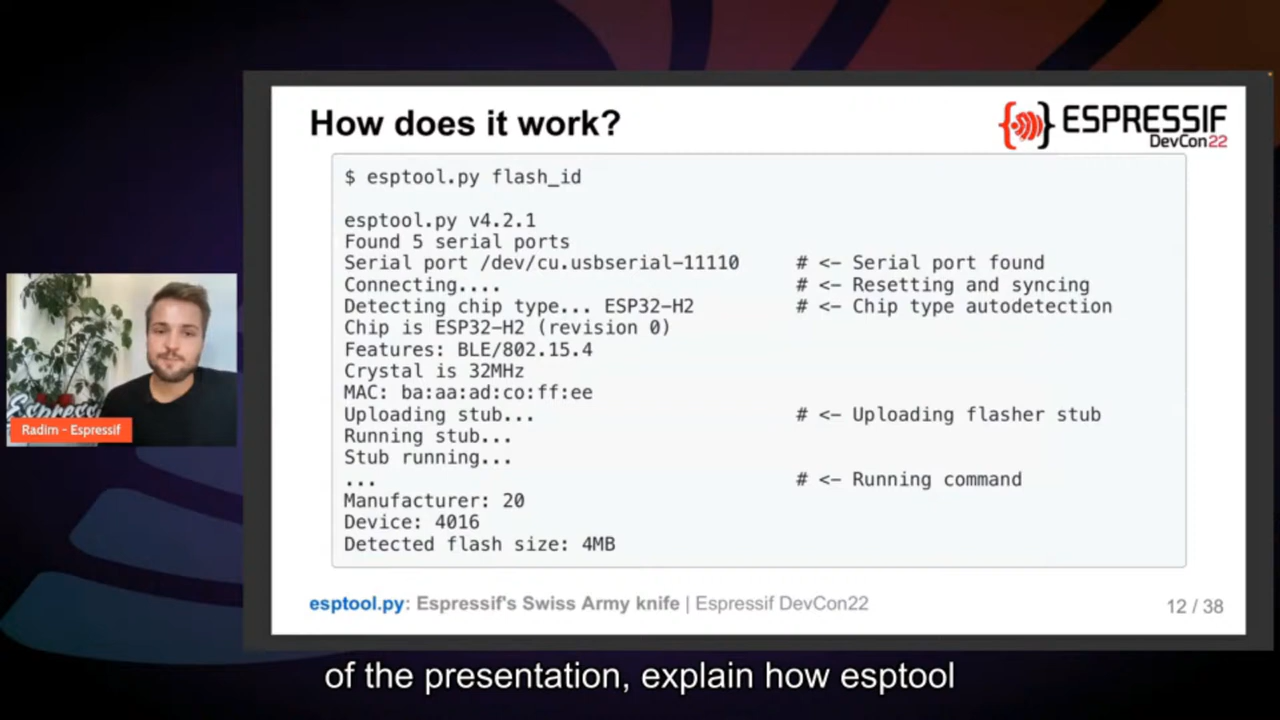 How does it work?
ESPRESSIF
DevCon22
$ esptool.py flash_id
esptool.py v4.2.1
Found 5 serial ports
Serial port /dev/cu.usbserial-11110 # <- Serial port found
Connecting.... # <- Resetting and syncing
Detecting chip type... ESP32-H2 # <- Chip type autodetection
Chip is ESP32-H2 (revision 0)
Features: BLE/802.15.4
Crystal is 32MHz
MAC: ba:aa:ad:co:ff:ee
Uploading stub... # <- Uploading flasher stub
Running stub...
Stub running...
... # <- Running command
Manufacturer: 20
Device: 4016
Detected flash size: 4MB
Espress
Radim - Espressif
esptool.py: Espressif's Swiss Army knife | Espressif DevCon22
12 / 38
of the presentation, explain how esptool